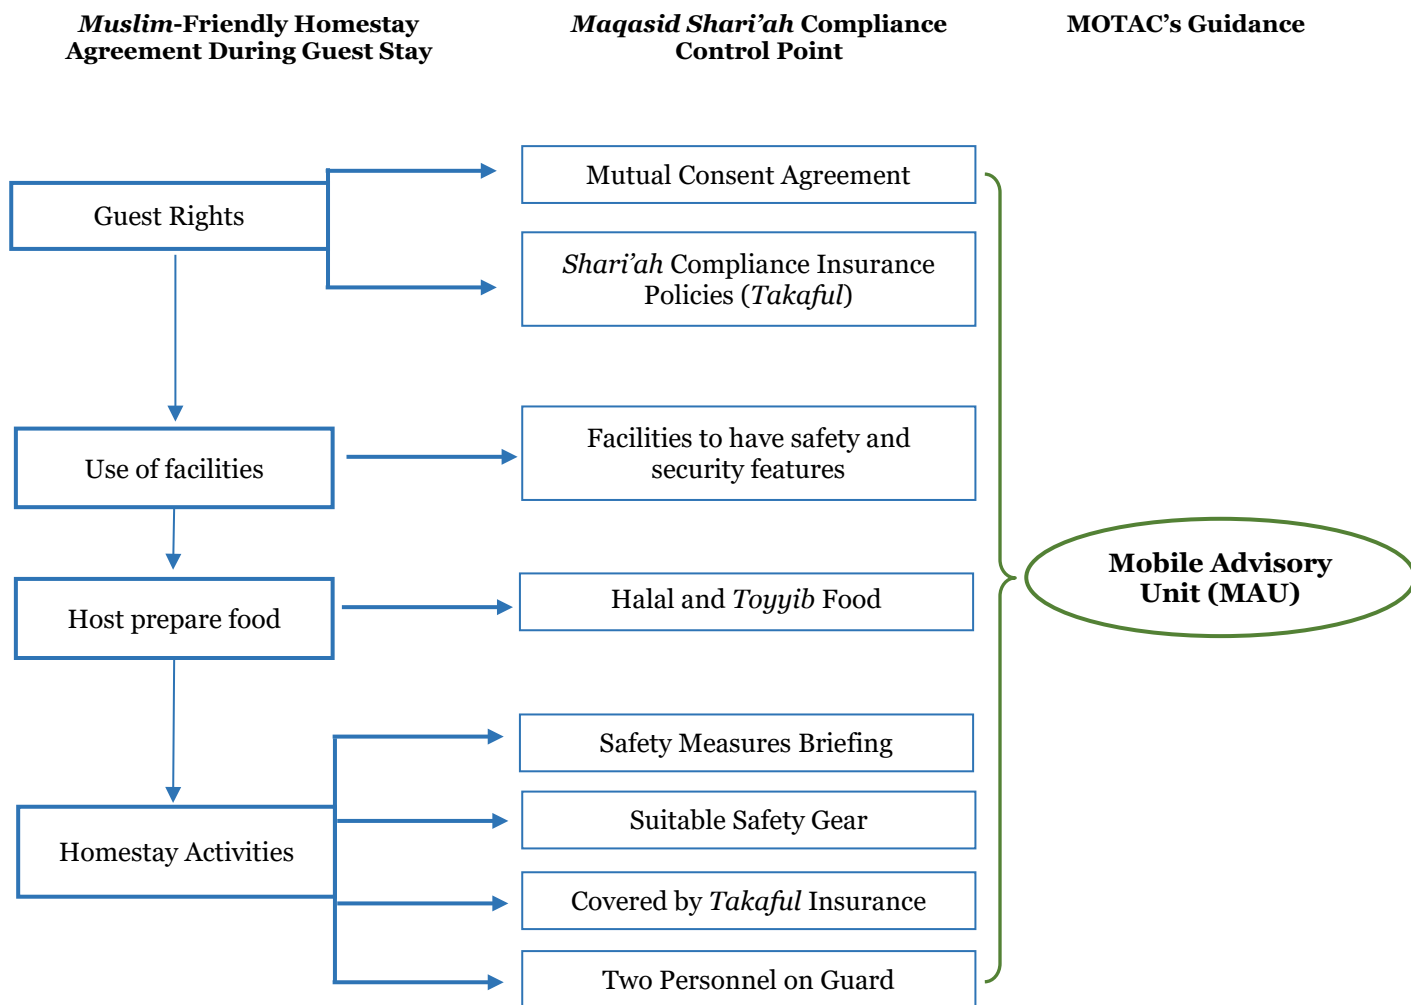 Muslim-Friendly Homestay
Agreement During Guest Stay
Maqasid Shari’ah Compliance
Control Point
MOTAC’s Guidance
Guest Rights
Mutual Consent Agreement
Shari’ah Compliance Insurance
Policies (Takaful)
Use of facilities
Facilities to have safety and
security features
Host prepare food
Halal and Toyyib Food
Homestay Activities
Safety Measures Briefing
Suitable Safety Gear
Covered by Takaful Insurance
Two Personnel on Guard
Mobile Advisory
Unit (MAU)